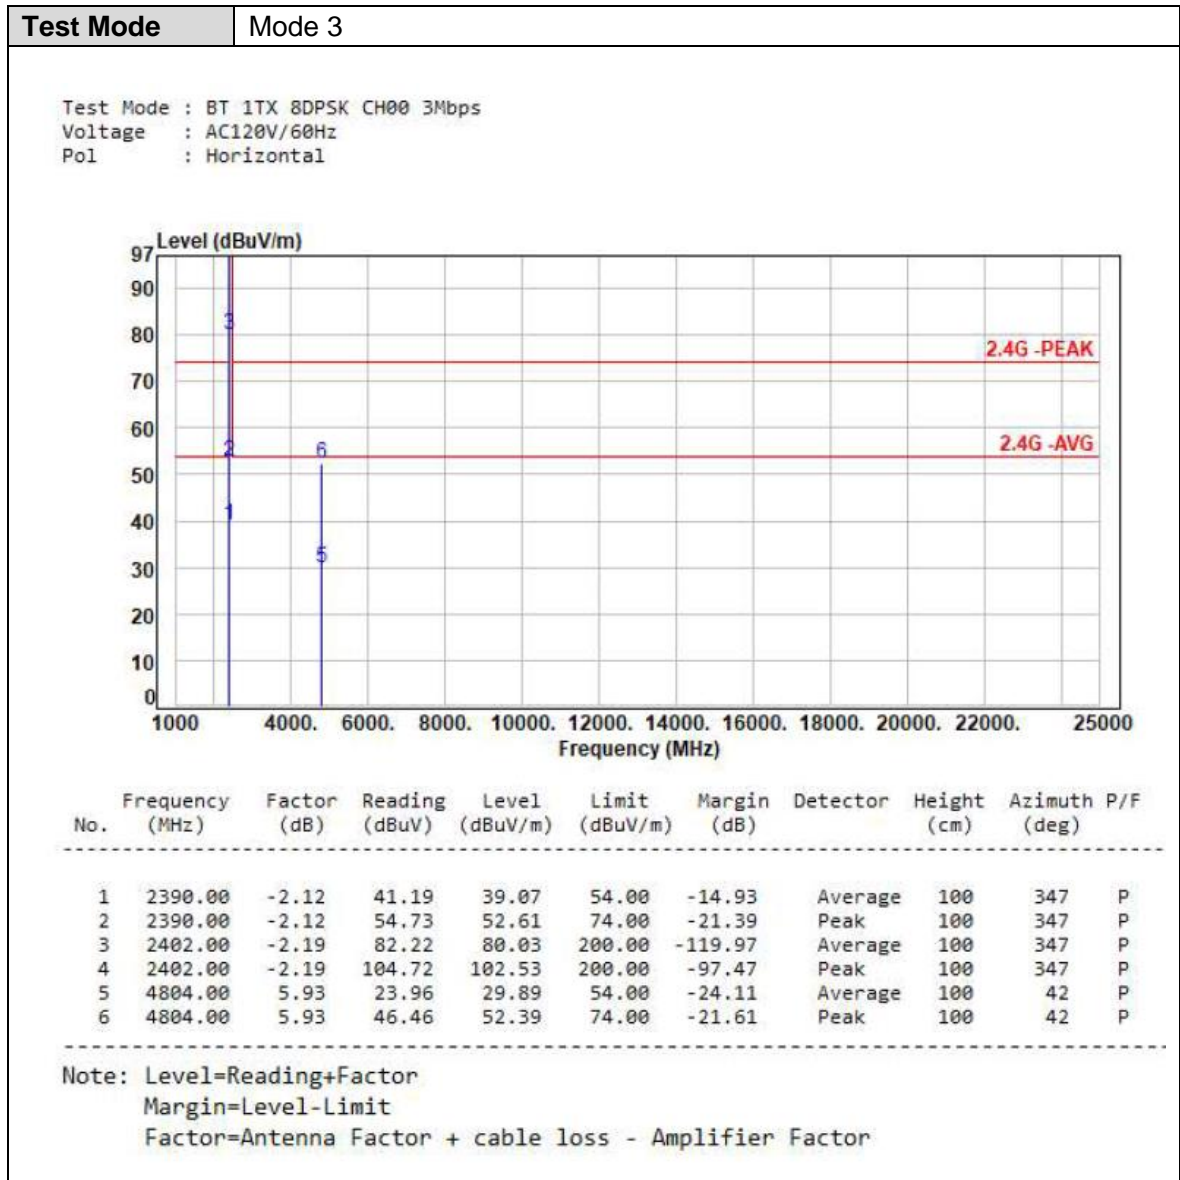 Test Mode Mode 3
Test Mode : BT 1TX 8DPSK CH00 3Mbps
Voltage : AC120V/60Hz
Pol : Horizontal
Level (dBuV/m)
97
90
80
70
60
50
40
30
20
10
0
3
2.4G -PEAK
2 6
2.4G -AVG
1
5
1000 4000. 6000. 8000. 10000. 12000. 14000. 16000. 18000. 20000. 22000. 25000
Frequency (MHz)
Frequency Factor Reading Level Limit Margin Detector Height Azimuth P/F
No. (MHz) (dB) (dBuV) (dBuV/m) (dBuV/m) (dB) (cm) (deg)
1 2390.00 -2.12 41.19 39.07 54.00 -14.93 Average 100 347 P
2 2390.00 -2.12 54.73 52.61 74.00 -21.39 Peak 100 347 P
3 2402.00 -2.19 82.22 80.03 200.00 -119.97 Average 100 347 P
4 2402.00 -2.19 104.72 102.53 200.00 -97.47 Peak 100 347 P
5 4804.00 5.93 23.96 29.89 54.00 -24.11 Average 100 42 P
6 4804.00 5.93 46.46 52.39 74.00 -21.61 Peak 100 42 P
Note: Level=Reading+Factor
Margin=Level-Limit
Factor=Antenna Factor + cable loss - Amplifier Factor